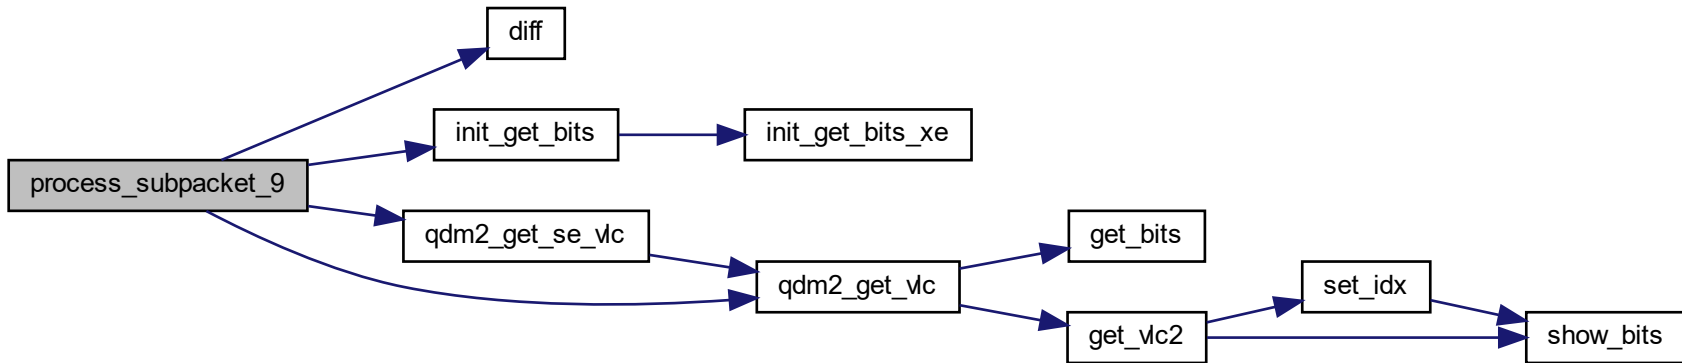 diff
init_get_bits
init_get_bits_xe
process_subpacket_9
qdm2_get_se_vlc
get_bits
qdm2_get_vlc
set_idx
get_vlc2
show_bits